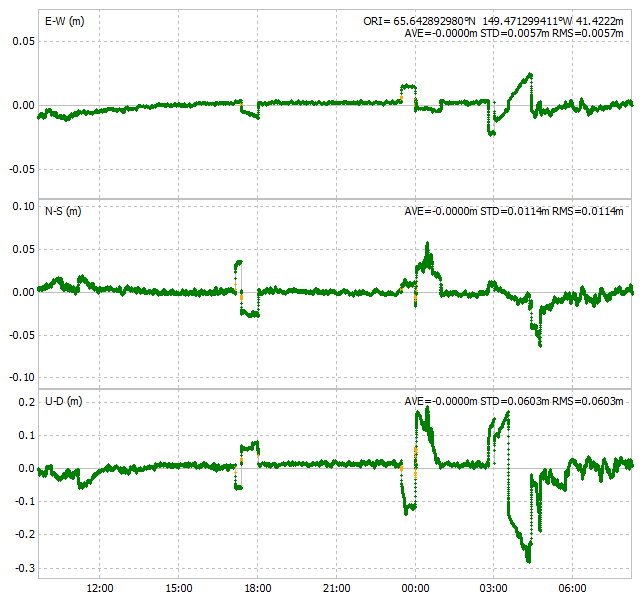 E-W (m) ORI= 65.642892980°N 149.471299411°W 41.4222m
AVE=-0.0000m STD=0.0057m RMS=0.0057m
0.05
0.00
-0.05
N-S (m) AVE=-0.0000m STD=0.0114m RMS=0.0114m
0.10
0.05
0.00
-0.05
-0.10
U-D (m) AVE=-0.0000m STD=0.0603m RMS=0.0603m
0.2
0.1
0.0
-0.1
-0.2
-0.3
12:00 15:00 18:00 21:00 00:00 03:00 06:00